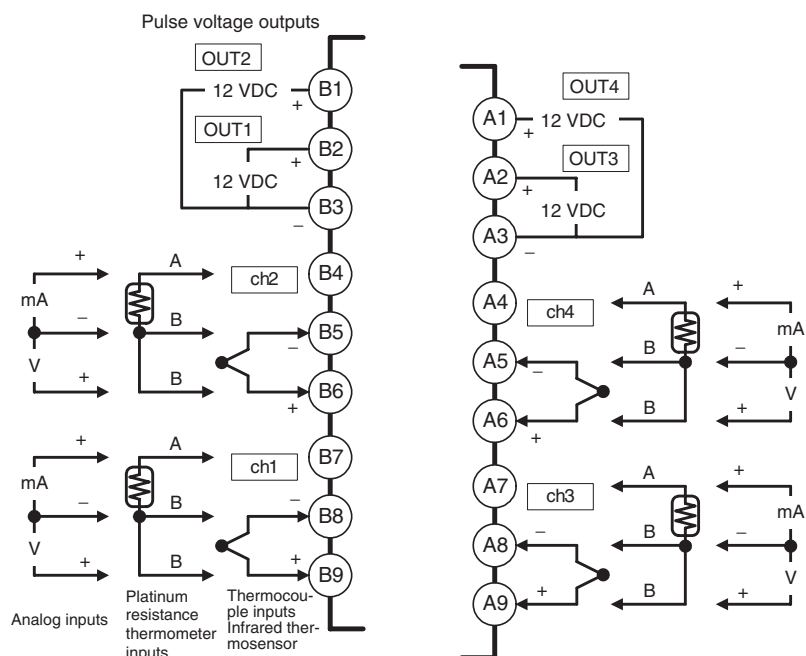 Pulse voltage outputs
OUT2
12 VDC
+
B1
OUT1
+
B2
12 VDC
−
B3
B4
ch2
+
A
mA
−
B
−
B5
V
+
B
+
B6
B7
ch1
+
A
mA
−
B
−
B8
V
+
B
+
B9
Analog inputs
Platinum
resistance
thermometer
inputs
Thermocou-
ple inputs
Infrared ther-
mosensor
OUT4
A1
+
12 VDC
OUT3
A2
+
12 VDC
A3
−
A4
ch4
A
+
mA
A5
−
B
−
V
A6
+
B
+
A7
ch3
A
+
mA
A8
−
B
−
V
A9
+
B
+